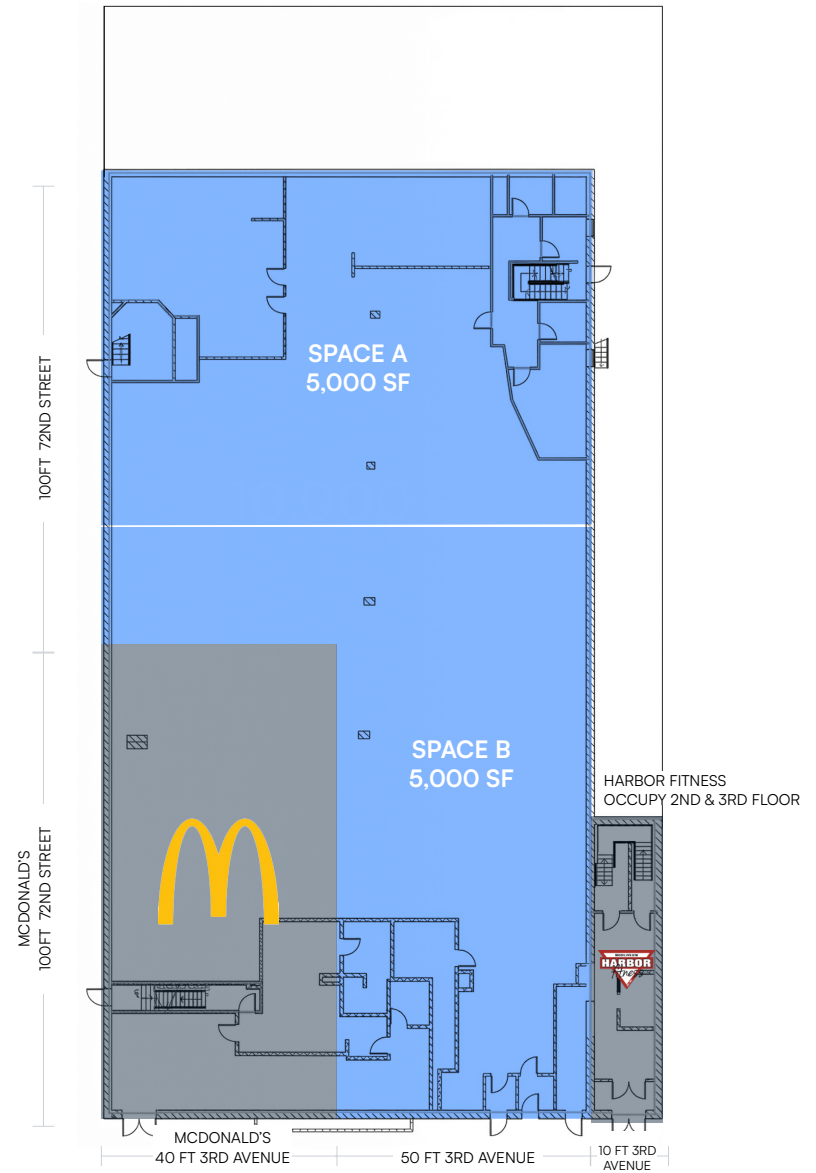 SPACE A
5,000 SF
100FT 72ND STREET
SPACE B
5,000 SF
HARBOR FITNESS
OCCUPY 2ND & 3RD FLOOR
MCDONALD'S
100FT 72ND STREET
HARBOR
Fitness
MCDONALD'S
40 FT 3RD AVENUE
50 FT 3RD AVENUE
10 FT 3RD
AVENUE